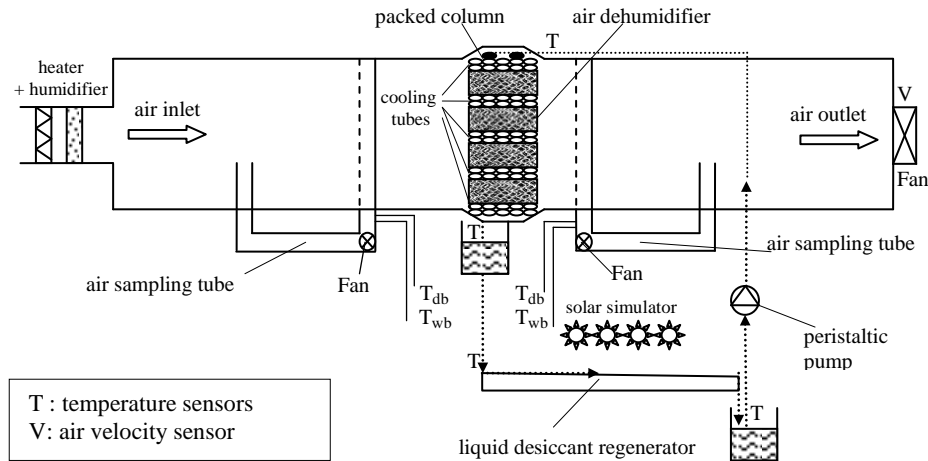 packed column
T
air dehumidifier
heater
+ humidifier
air inlet
cooling
tubes
V
air outlet
Fan
T
air sampling tube
Fan
T_db
T_wb
T_db
T_wb
Fan
air sampling tube
solar simulator
peristaltic
pump
T
T
liquid desiccant regenerator
T : temperature sensors
V: air velocity sensor